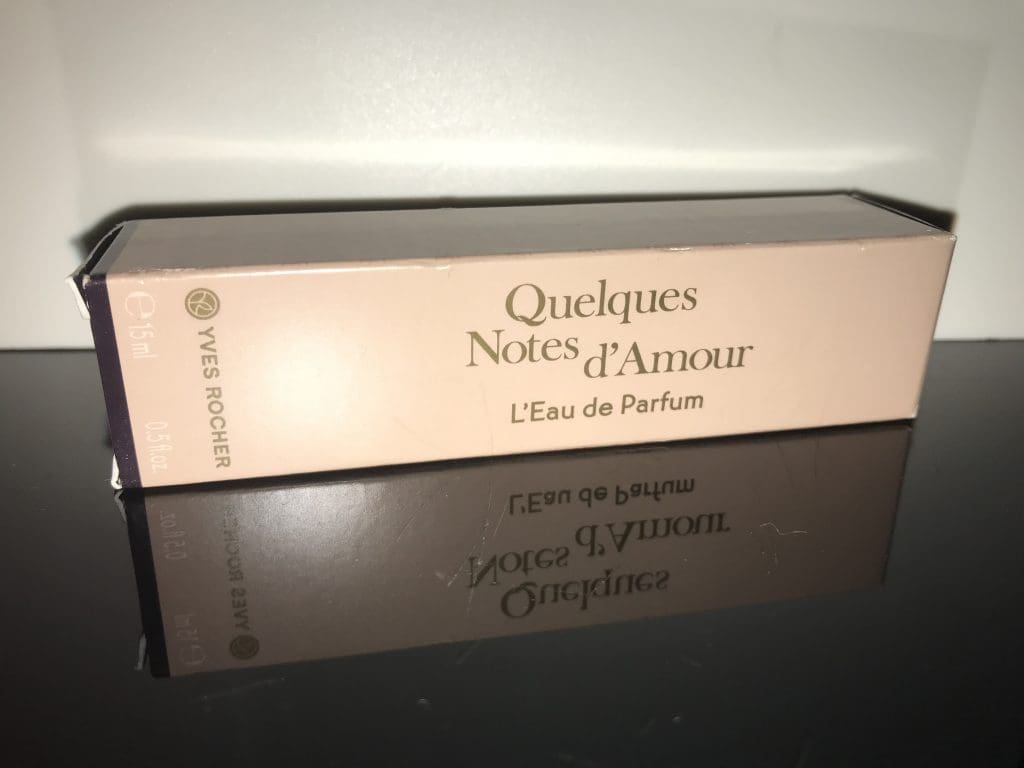 Quelques
Notes d'Amour
L'Eau de Parfum
YVES ROCHER
℮ 15 ml 0.5 fl.oz.